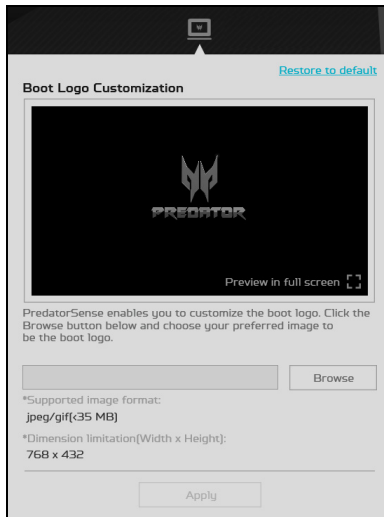 Restore to default
Boot Logo Customization
PREDATOR
Preview in full screen
PredatorSense enables you to customize the boot logo. Click the
Browse button below and choose your preferred image to
be the boot logo.
Browse
*Supported image format:
jpeg/gif(<35 MB)
*Dimension limitation(Width x Height):
768 x 432
Apply